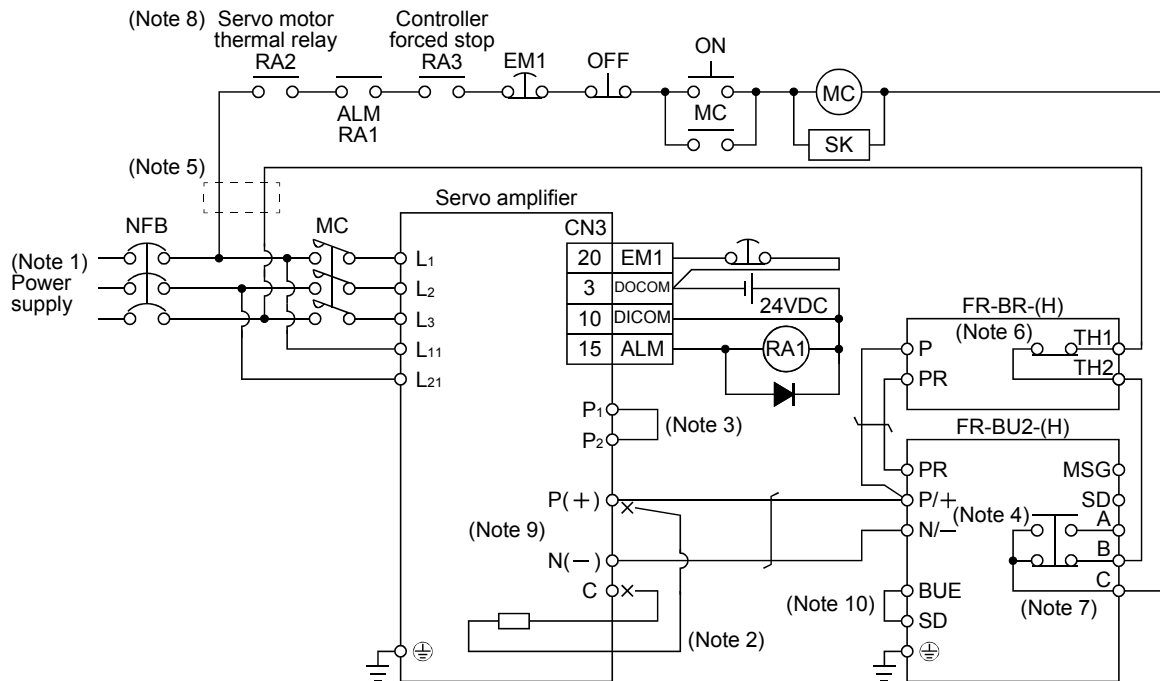 (Note 8)
Servo motor
thermal relay
RA2
Controller
forced stop
RA3
EM1
OFF
ON
MC
ALM
RA1
MC
SK
(Note 5)
Servo amplifier
NFB
MC
CN3
(Note 1)
Power
supply
L1
L2
L3
L11
L21
20 EM1
3 DOCOM
10 DICOM
15 ALM
24VDC
RA1
FR-BR-(H)
(Note 6)
TH1
P
TH2
PR
P1
P2
(Note 3)
FR-BU2-(H)
PR
MSG
P(+)
P/+
SD
(Note 4)
A
(Note 9)
N/−
B
N(−)
C
C
BUE
(Note 10)
(Note 7)
SD
(Note 2)